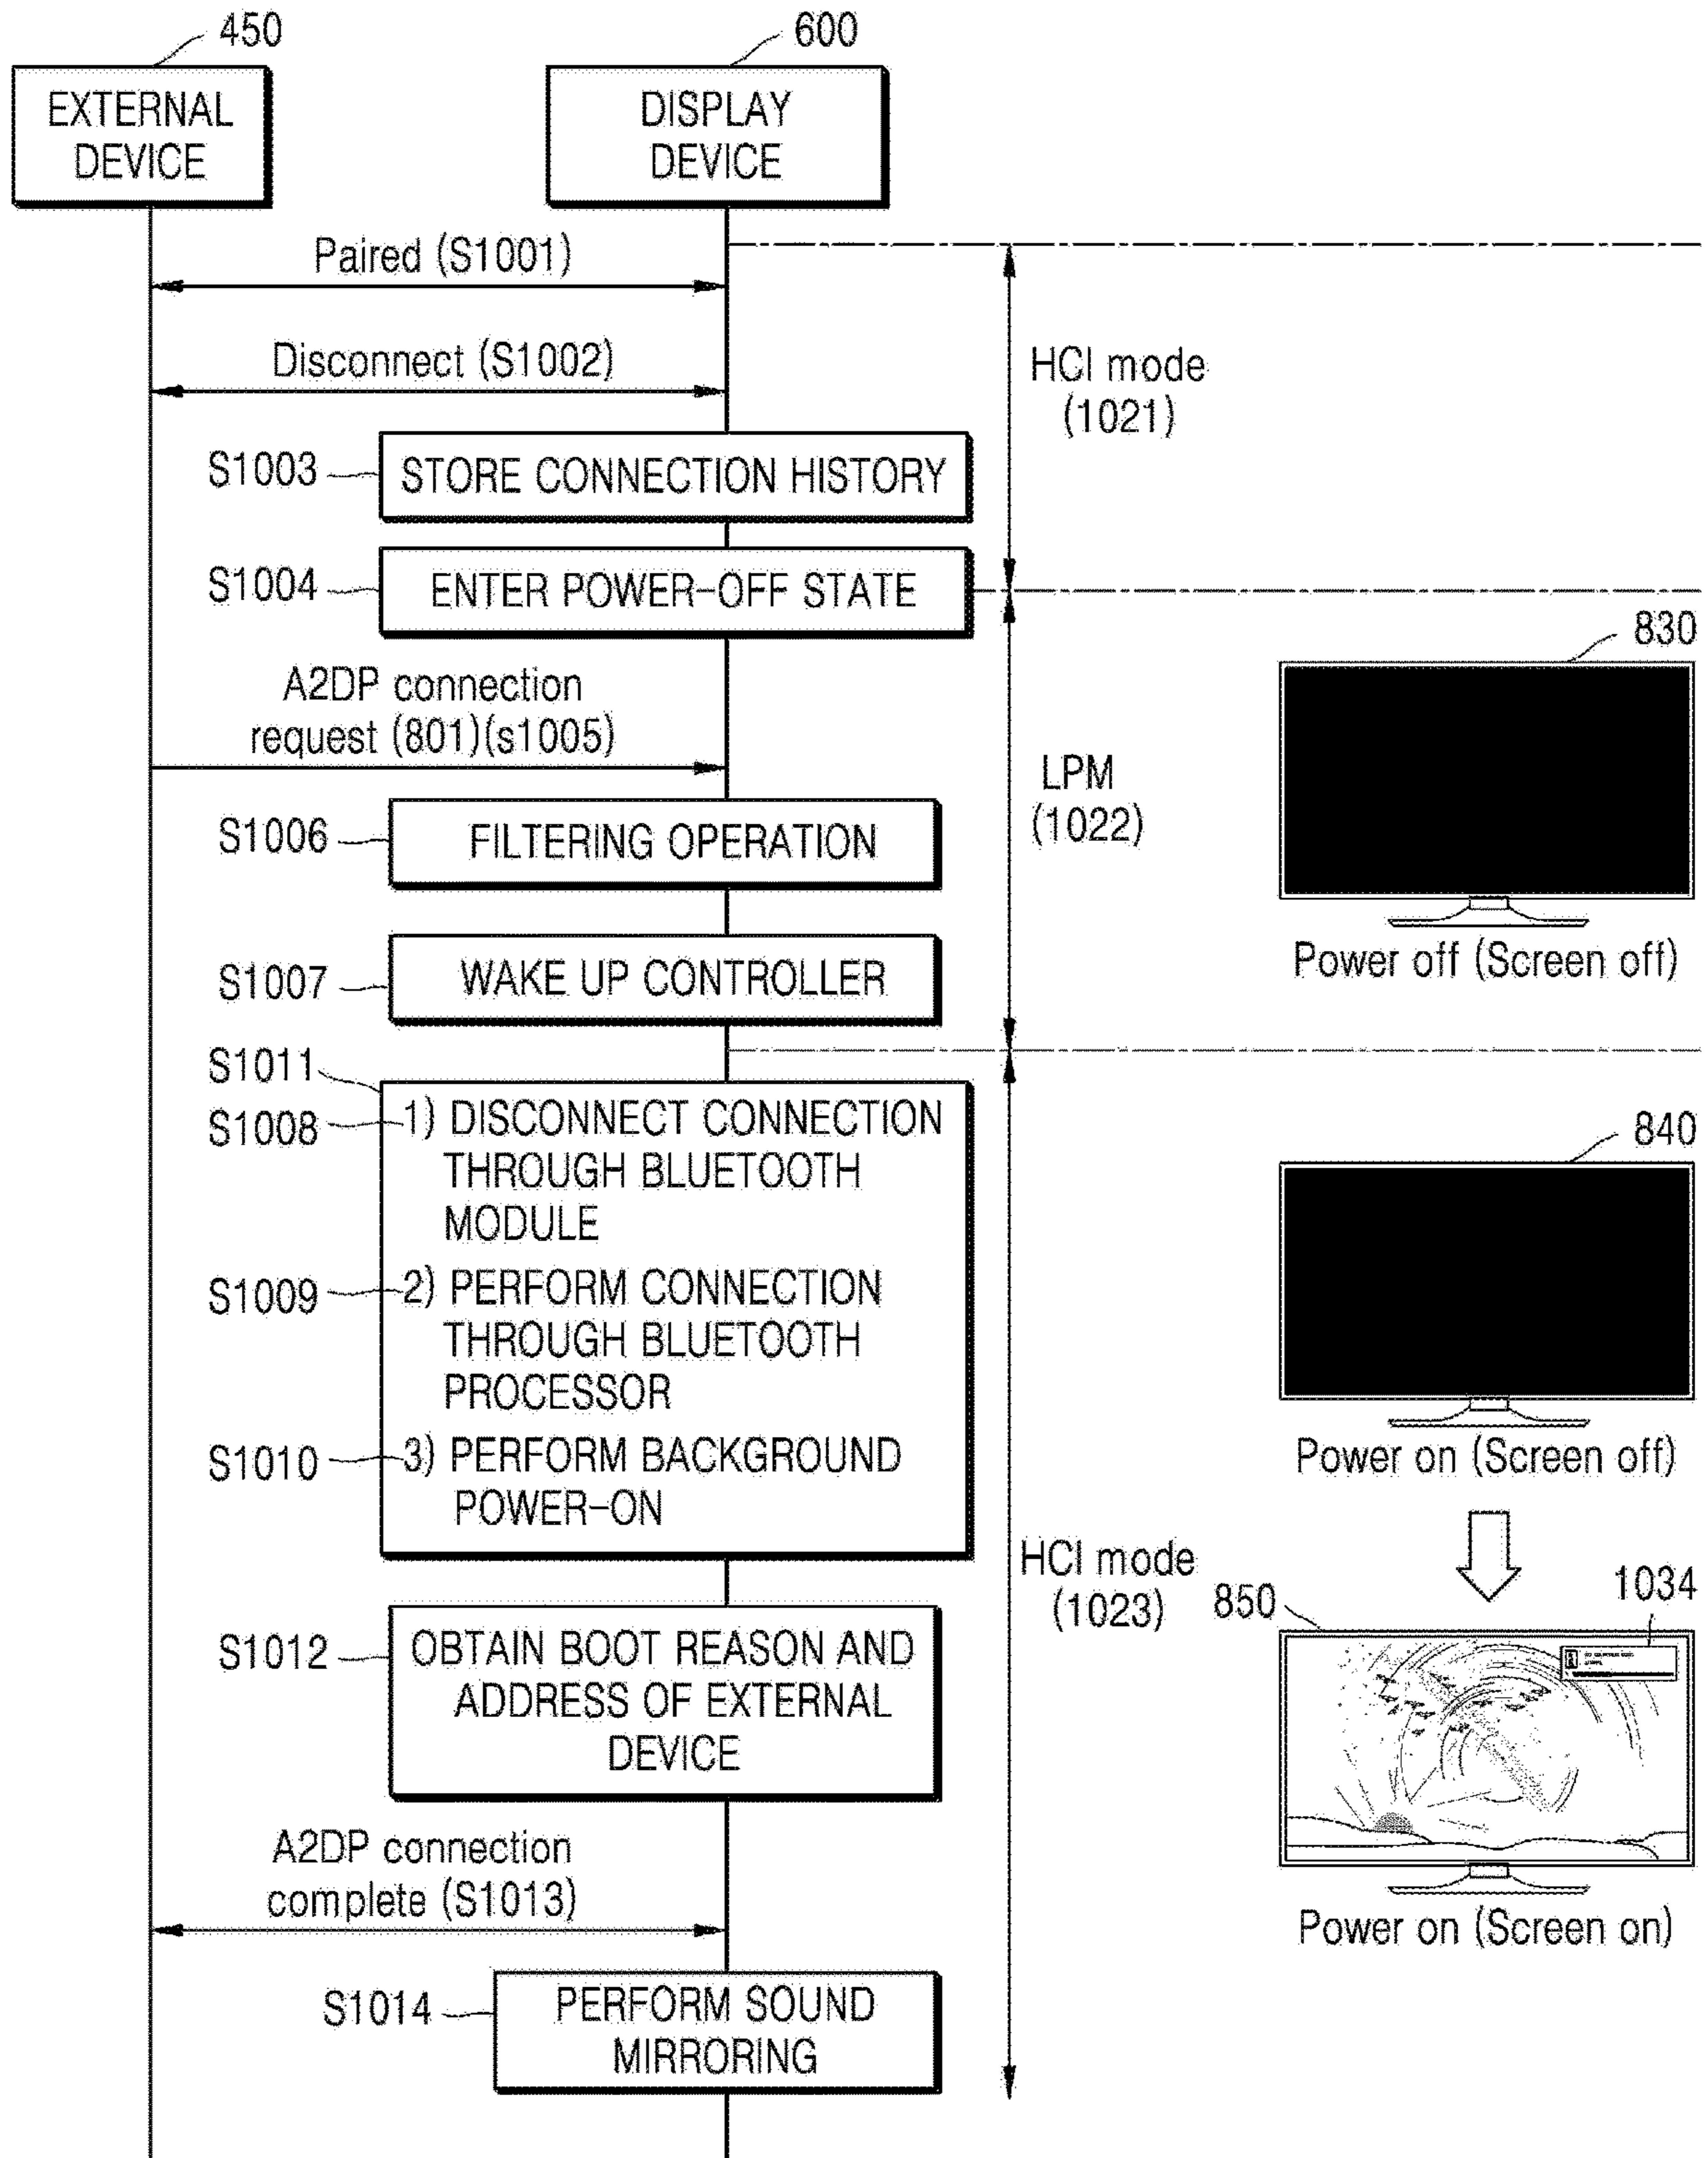 450
600
EXTERNAL
DEVICE
DISPLAY
DEVICE
Paired (S1001)
Disconnect (S1002)
HCI mode
(1021)
S1003
STORE CONNECTION HISTORY
S1004
ENTER POWER-OFF STATE
830
A2DP connection
request (801)(s1005)
LPM
(1022)
S1006
FILTERING OPERATION
Power off (Screen off)
S1007
WAKE UP CONTROLLER
S1011
S1008
1) DISCONNECT CONNECTION
THROUGH BLUETOOTH
MODULE
840
S1009
2) PERFORM CONNECTION
THROUGH BLUETOOTH
PROCESSOR
S1010
3) PERFORM BACKGROUND
POWER-ON
Power on (Screen off)
HCI mode
(1023)
850
1034
S1012
OBTAIN BOOT REASON AND
ADDRESS OF EXTERNAL
DEVICE
A2DP connection
complete (S1013)
Power on (Screen on)
S1014
PERFORM SOUND
MIRRORING